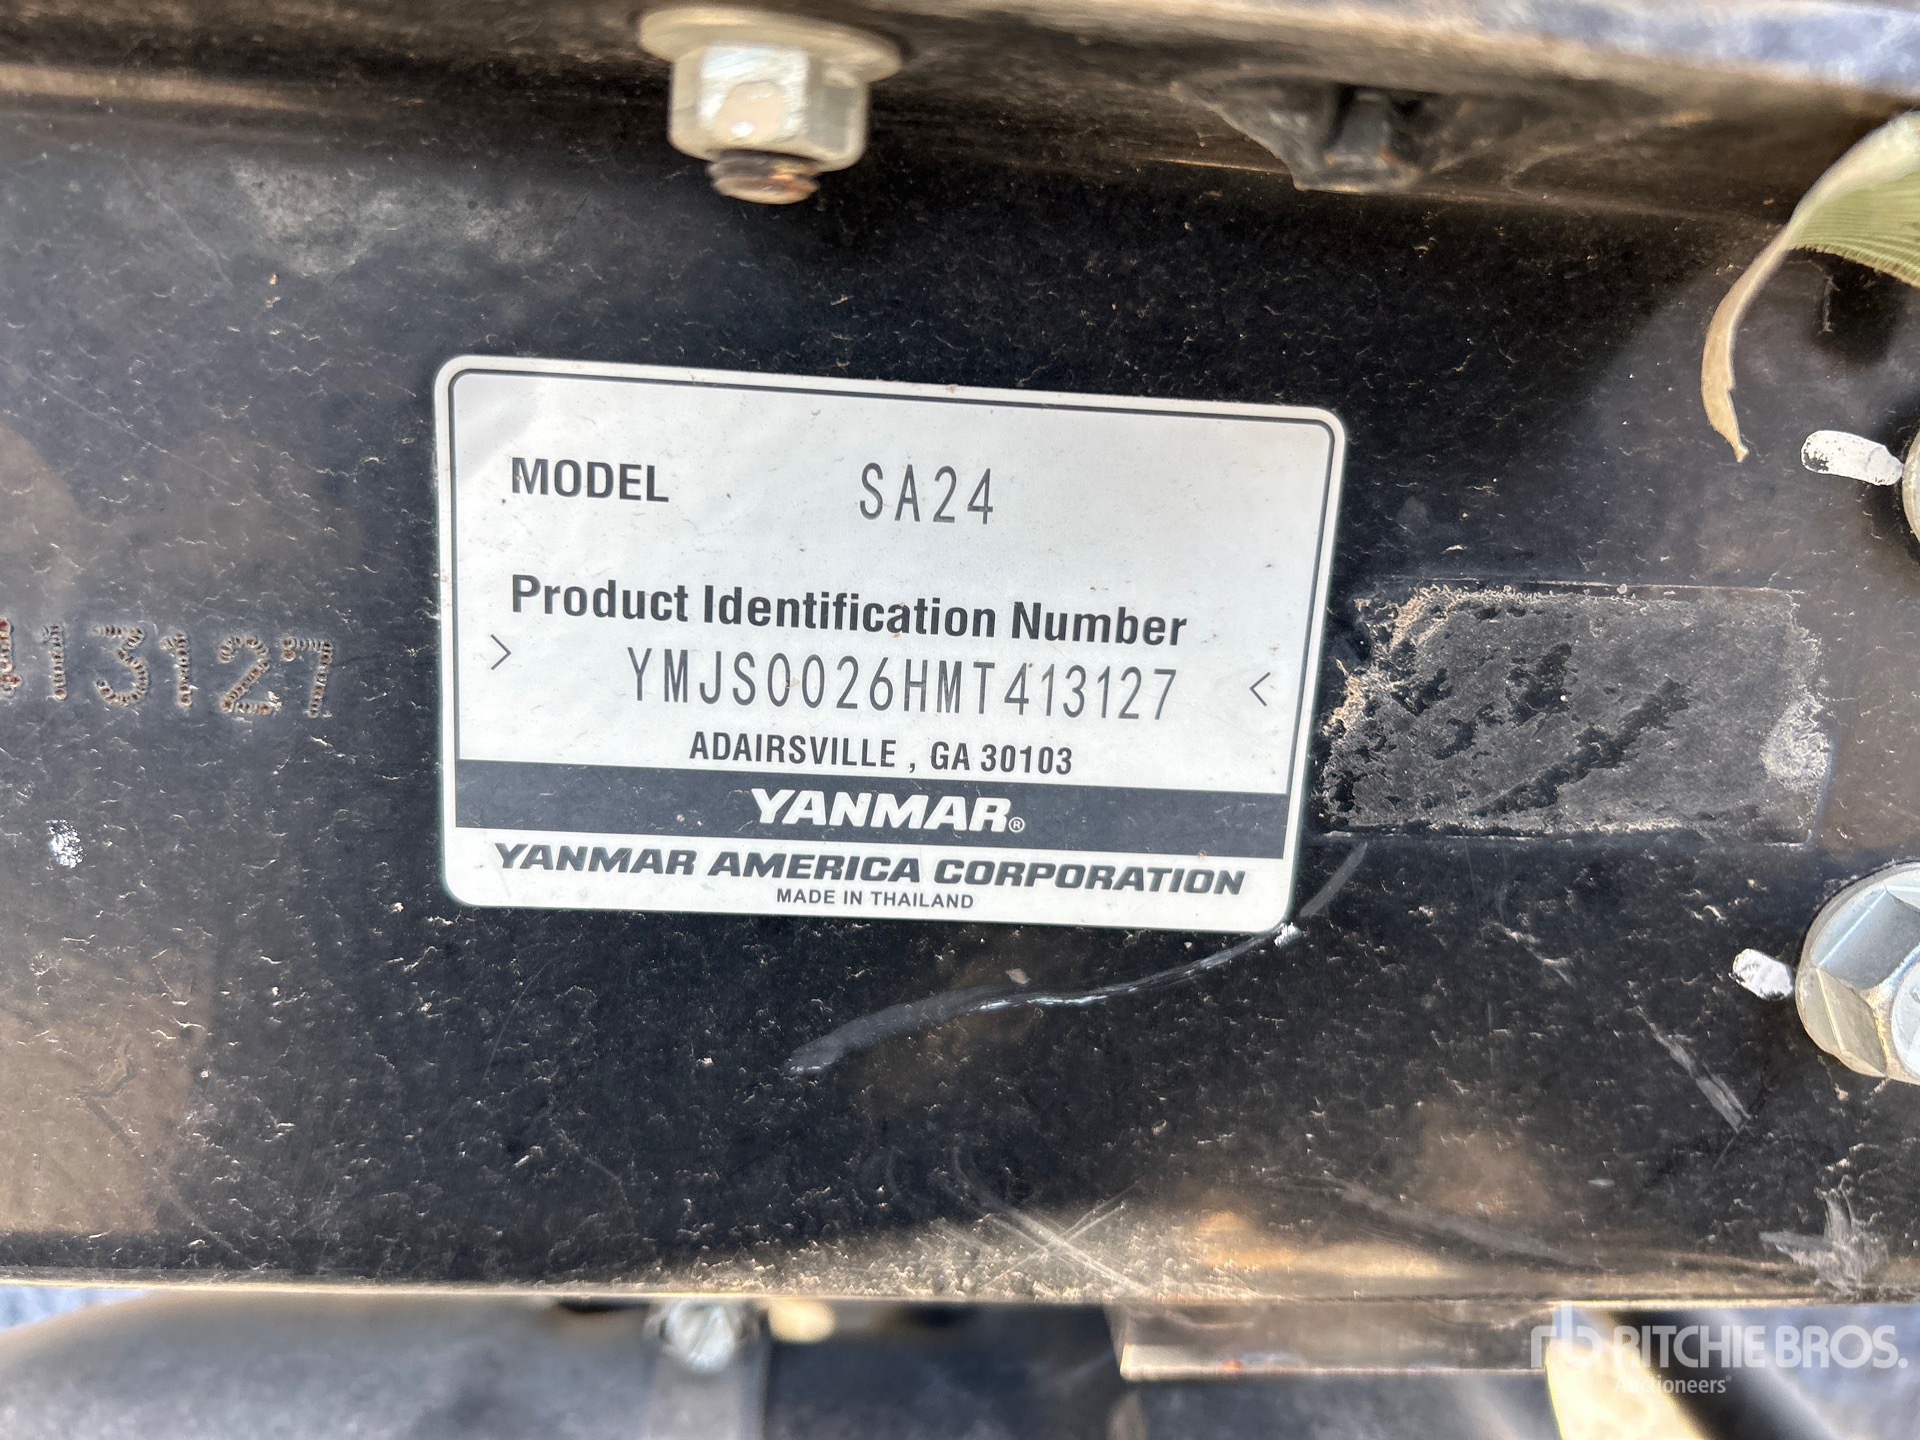 MODEL SA24
Product Identification Number
> YMJS0026HMT413127 <
ADAIRSVILLE , GA 30103
YANMAR®
YANMAR AMERICA CORPORATION
MADE IN THAILAND
413127
rb RITCHIE BROS.
Auctioneers